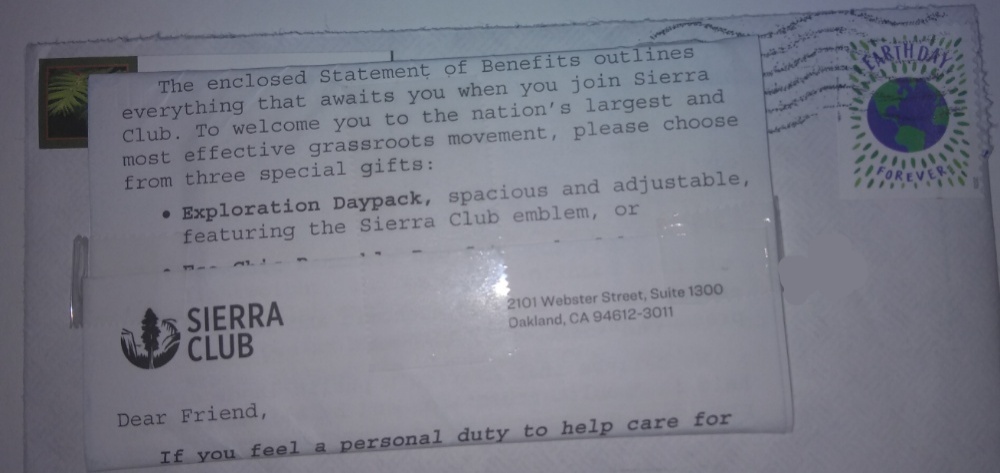 The enclosed Statement of Benefits outlines
everything that awaits you when you join Sierra
Club. To welcome you to the nation's largest and
most effective grassroots movement, please choose
from three special gifts:
• Exploration Daypack, spacious and adjustable,
featuring the Sierra Club emblem, or
EARTH DAY
FOREVER
SIERRA
CLUB
2101 Webster Street, Suite 1300
Oakland, CA 94612-3011
Dear Friend,
If you feel a personal duty to help care for